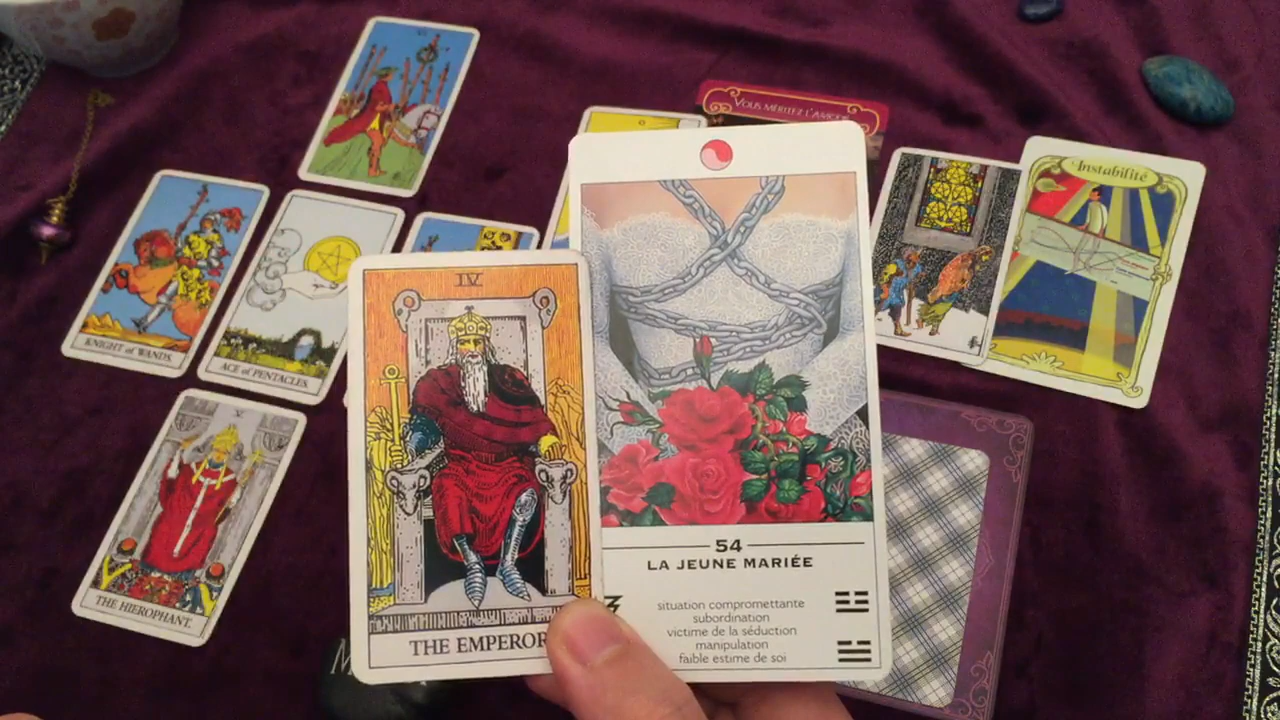 VI
VOUS MÉRITEZ L'AMOUR
Instabilité
KNIGHT of WANDS.
ACE of PENTACLES.
V
THE HIEROPHANT.
IV
THE EMPEROR
54
LA JEUNE MARIÉE
situation compromettante
subordination
victime de la séduction
manipulation
faible estime de soi
M